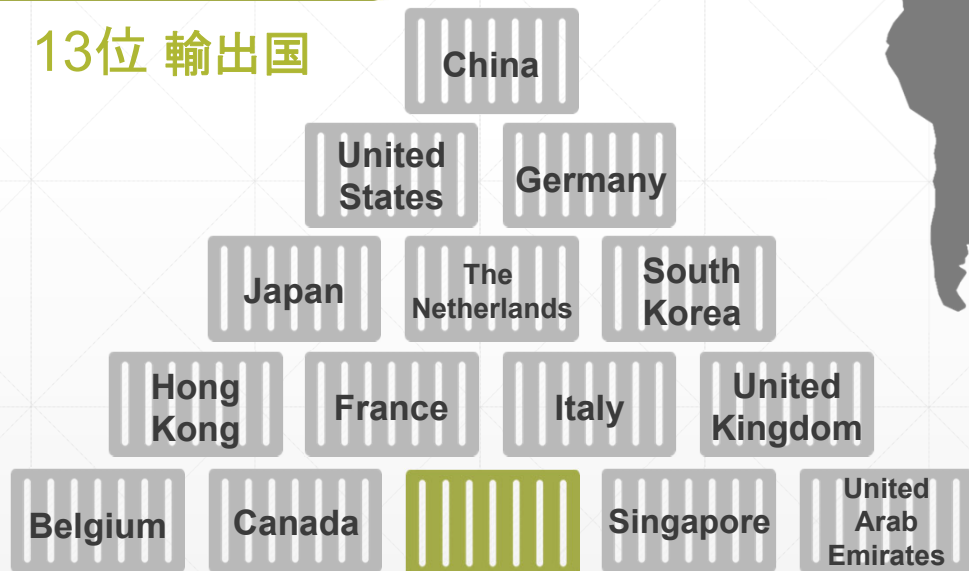 13位 輸出国
China
United
States
Germany
Japan
The
Netherlands
South
Korea
Hong
Kong
France
Italy
United
Kingdom
Belgium
Canada
Singapore
United
Arab
Emirates